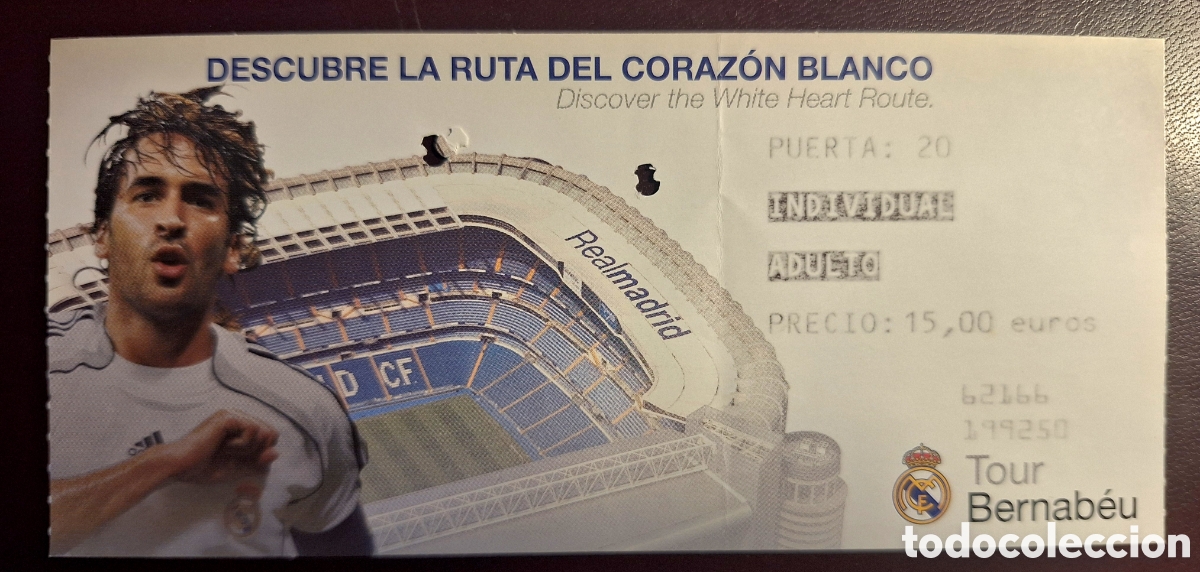 DESCUBRE LA RUTA DEL CORAZÓN BLANCO
Discover the White Heart Route.
PUERTA: 20
INDIVIDUAL
ADULTO
PRECIO: 15,00 euros
Realmadrid
D C.F.
62166
199250
Tour
Bernabéu
todocoleccion